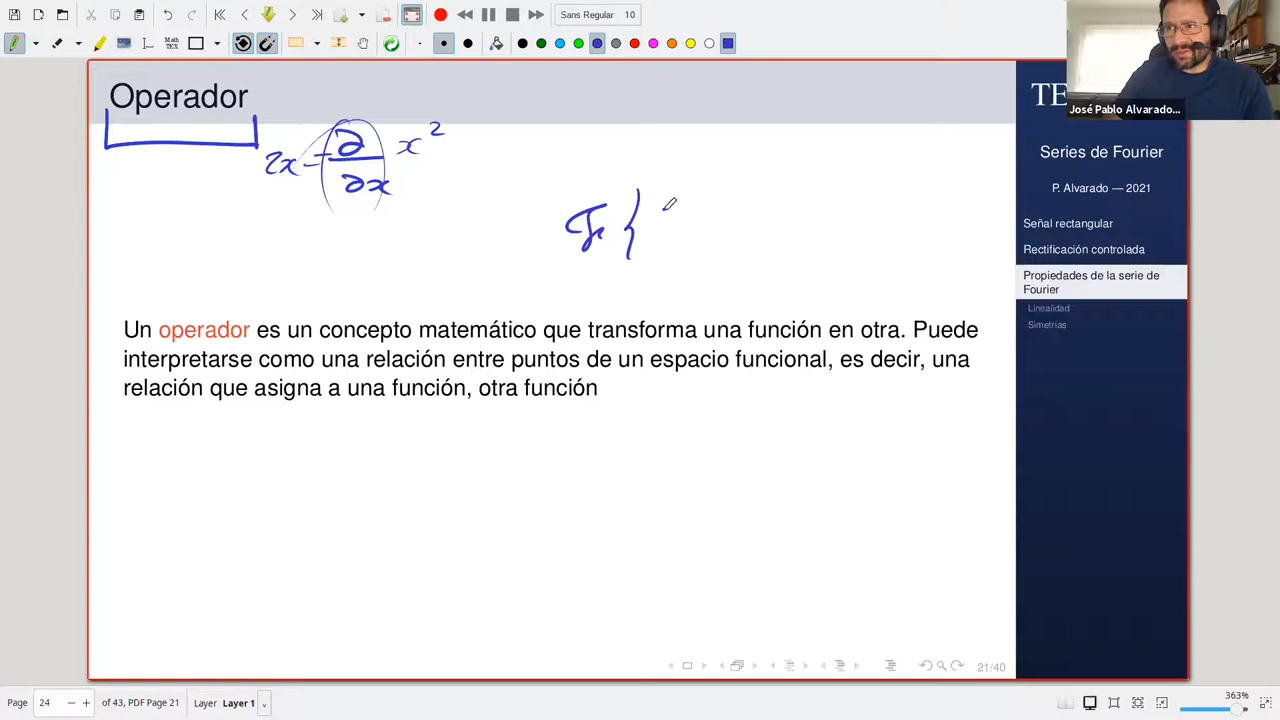 Sans Regular 10
Math TEX
Operador
2x = ∂/∂x x²
ℱ {
Un operador es un concepto matemático que transforma una función en otra. Puede
interpretarse como una relación entre puntos de un espacio funcional, es decir, una
relación que asigna a una función, otra función
TE
José Pablo Alvarado...
Series de Fourier
P. Alvarado — 2021
Señal rectangular
Rectificación controlada
Propiedades de la serie de
Fourier
Linealidad
Simetrias
21/40
Page 24 of 43, PDF Page 21 Layer Layer 1
363%